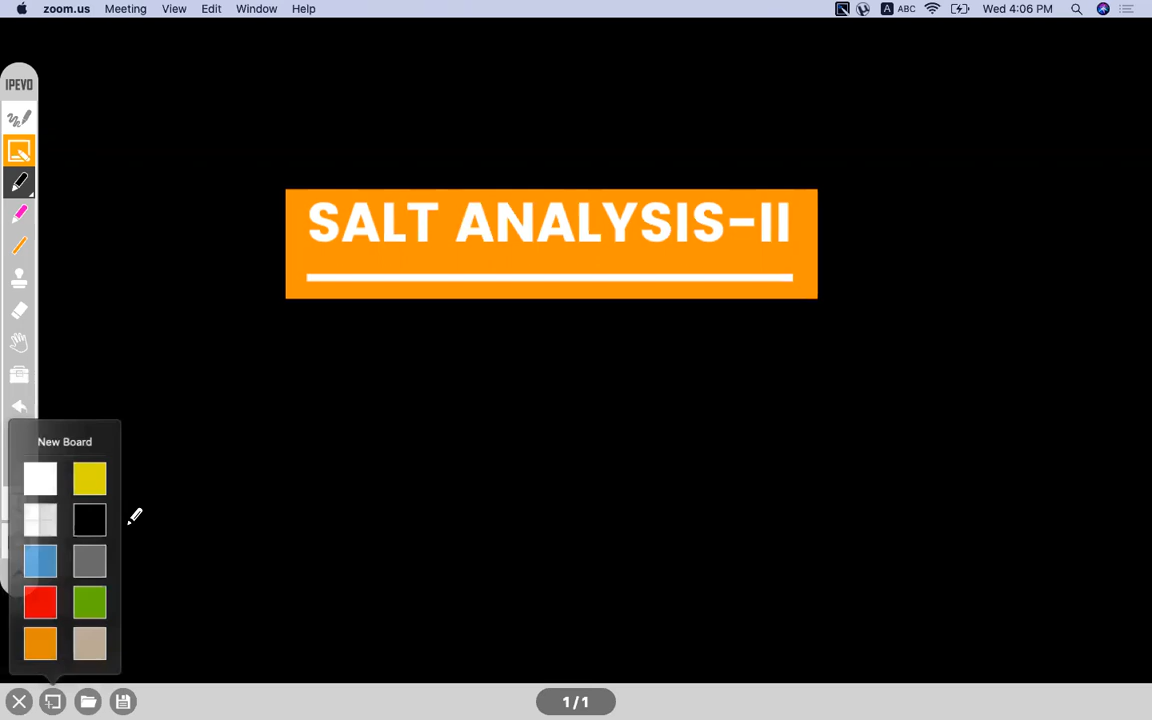 zoom.us Meeting View Edit Window Help A ABC Wed 4:06 PM
IPEVO
SALT ANALYSIS-II
New Board
1/1